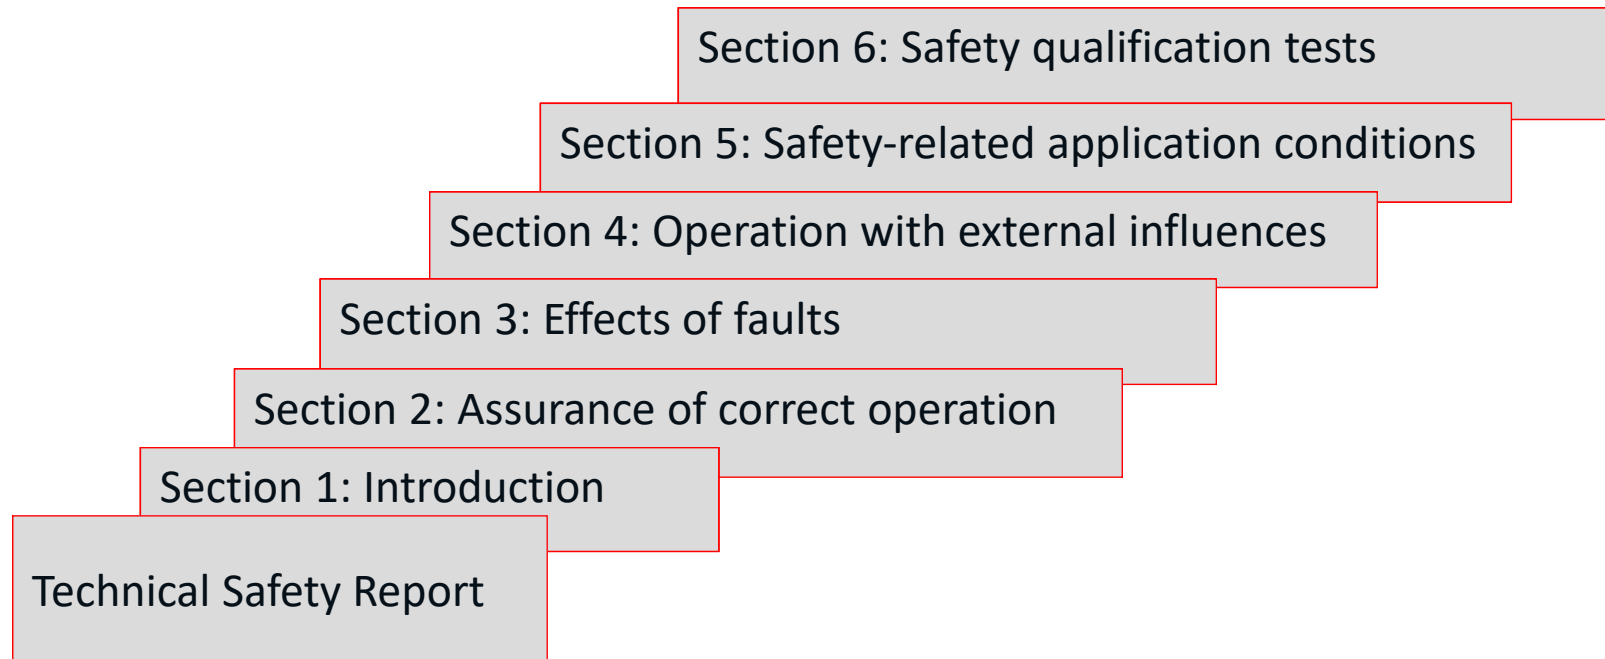 Section 6: Safety qualification tests
Section 5: Safety-related application conditions
Section 4: Operation with external influences
Section 3: Effects of faults
Section 2: Assurance of correct operation
Section 1: Introduction
Technical Safety Report